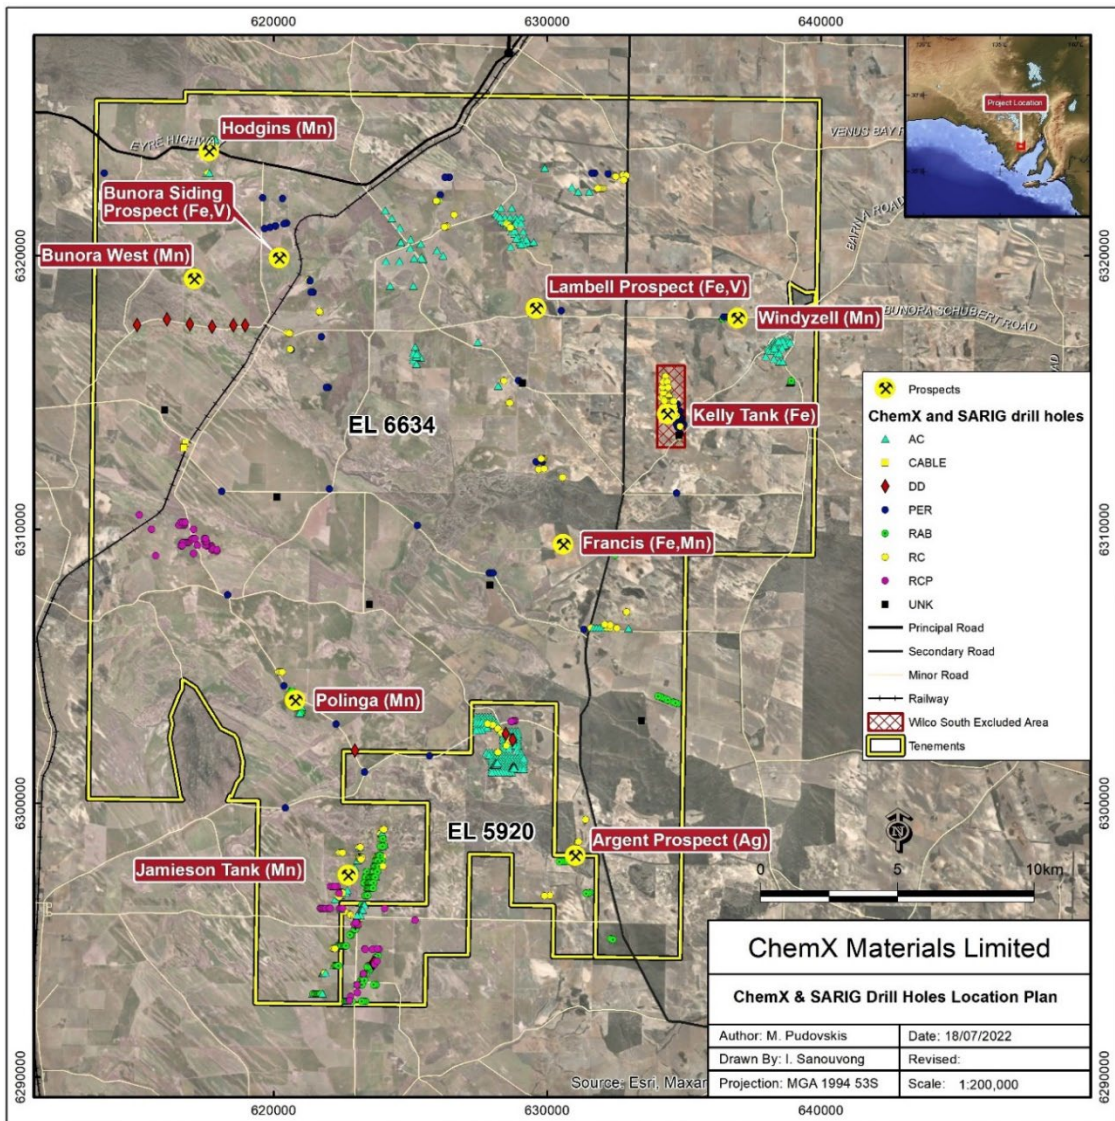 620000
630000
640000
6320000
6310000
6300000
6290000
6320000
6310000
6300000
6290000
620000
630000
640000
Project Location
Hodgins (Mn)
EYRE HIGHWAY
VENUS BAY
Bunora Siding
Prospect (Fe,V)
Bunora West (Mn)
BARNA ROAD
Lambell Prospect (Fe,V)
Windyzell (Mn)
BUNORA SCHUBERT ROAD
Kelly Tank (Fe)
EL 6634
Francis (Fe,Mn)
Polinga (Mn)
EL 5920
Argent Prospect (Ag)
Jamieson Tank (Mn)
Prospects
ChemX and SARIG drill holes
AC
CABLE
DD
PER
RAB
RC
RCP
UNK
Principal Road
Secondary Road
Minor Road
Railway
Wilco South Excluded Area
Tenements
N
0 5 10km
ChemX Materials Limited
ChemX & SARIG Drill Holes Location Plan
Author: M. Pudovskis
Date: 18/07/2022
Drawn By: I. Sanouvong
Revised:
Projection: MGA 1994 53S
Scale: 1:200,000
Source: Esri, Maxar